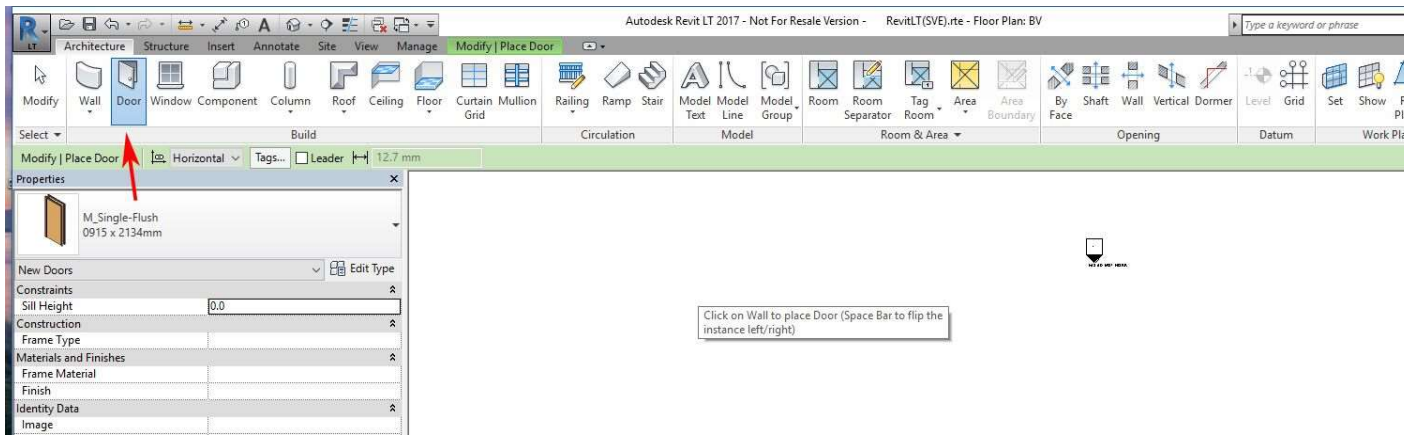 Autodesk Revit LT 2017 - Not For Resale Version - RevitLT(SVE).rte - Floor Plan: BV
Type a keyword or phrase
R
LT
Architecture Structure Insert Annotate Site View Manage Modify | Place Door
Modify Wall Door Window Component Column Roof Ceiling Floor Curtain Grid Mullion Railing Ramp Stair Model Text Model Line Model Group Room Room Separator Tag Room Area Area Boundary By Face Shaft Wall Vertical Dormer Level Grid Set Show
Select Build Circulation Model Room & Area Opening Datum Work Pla
Modify | Place Door Horizontal Tags... Leader 12.7 mm
Properties
M_Single-Flush
0915 x 2134mm
New Doors Edit Type
Constraints
Sill Height 0.0
Construction
Frame Type
Materials and Finishes
Frame Material
Finish
Identity Data
Image
Click on Wall to place Door (Space Bar to flip the
instance left/right)